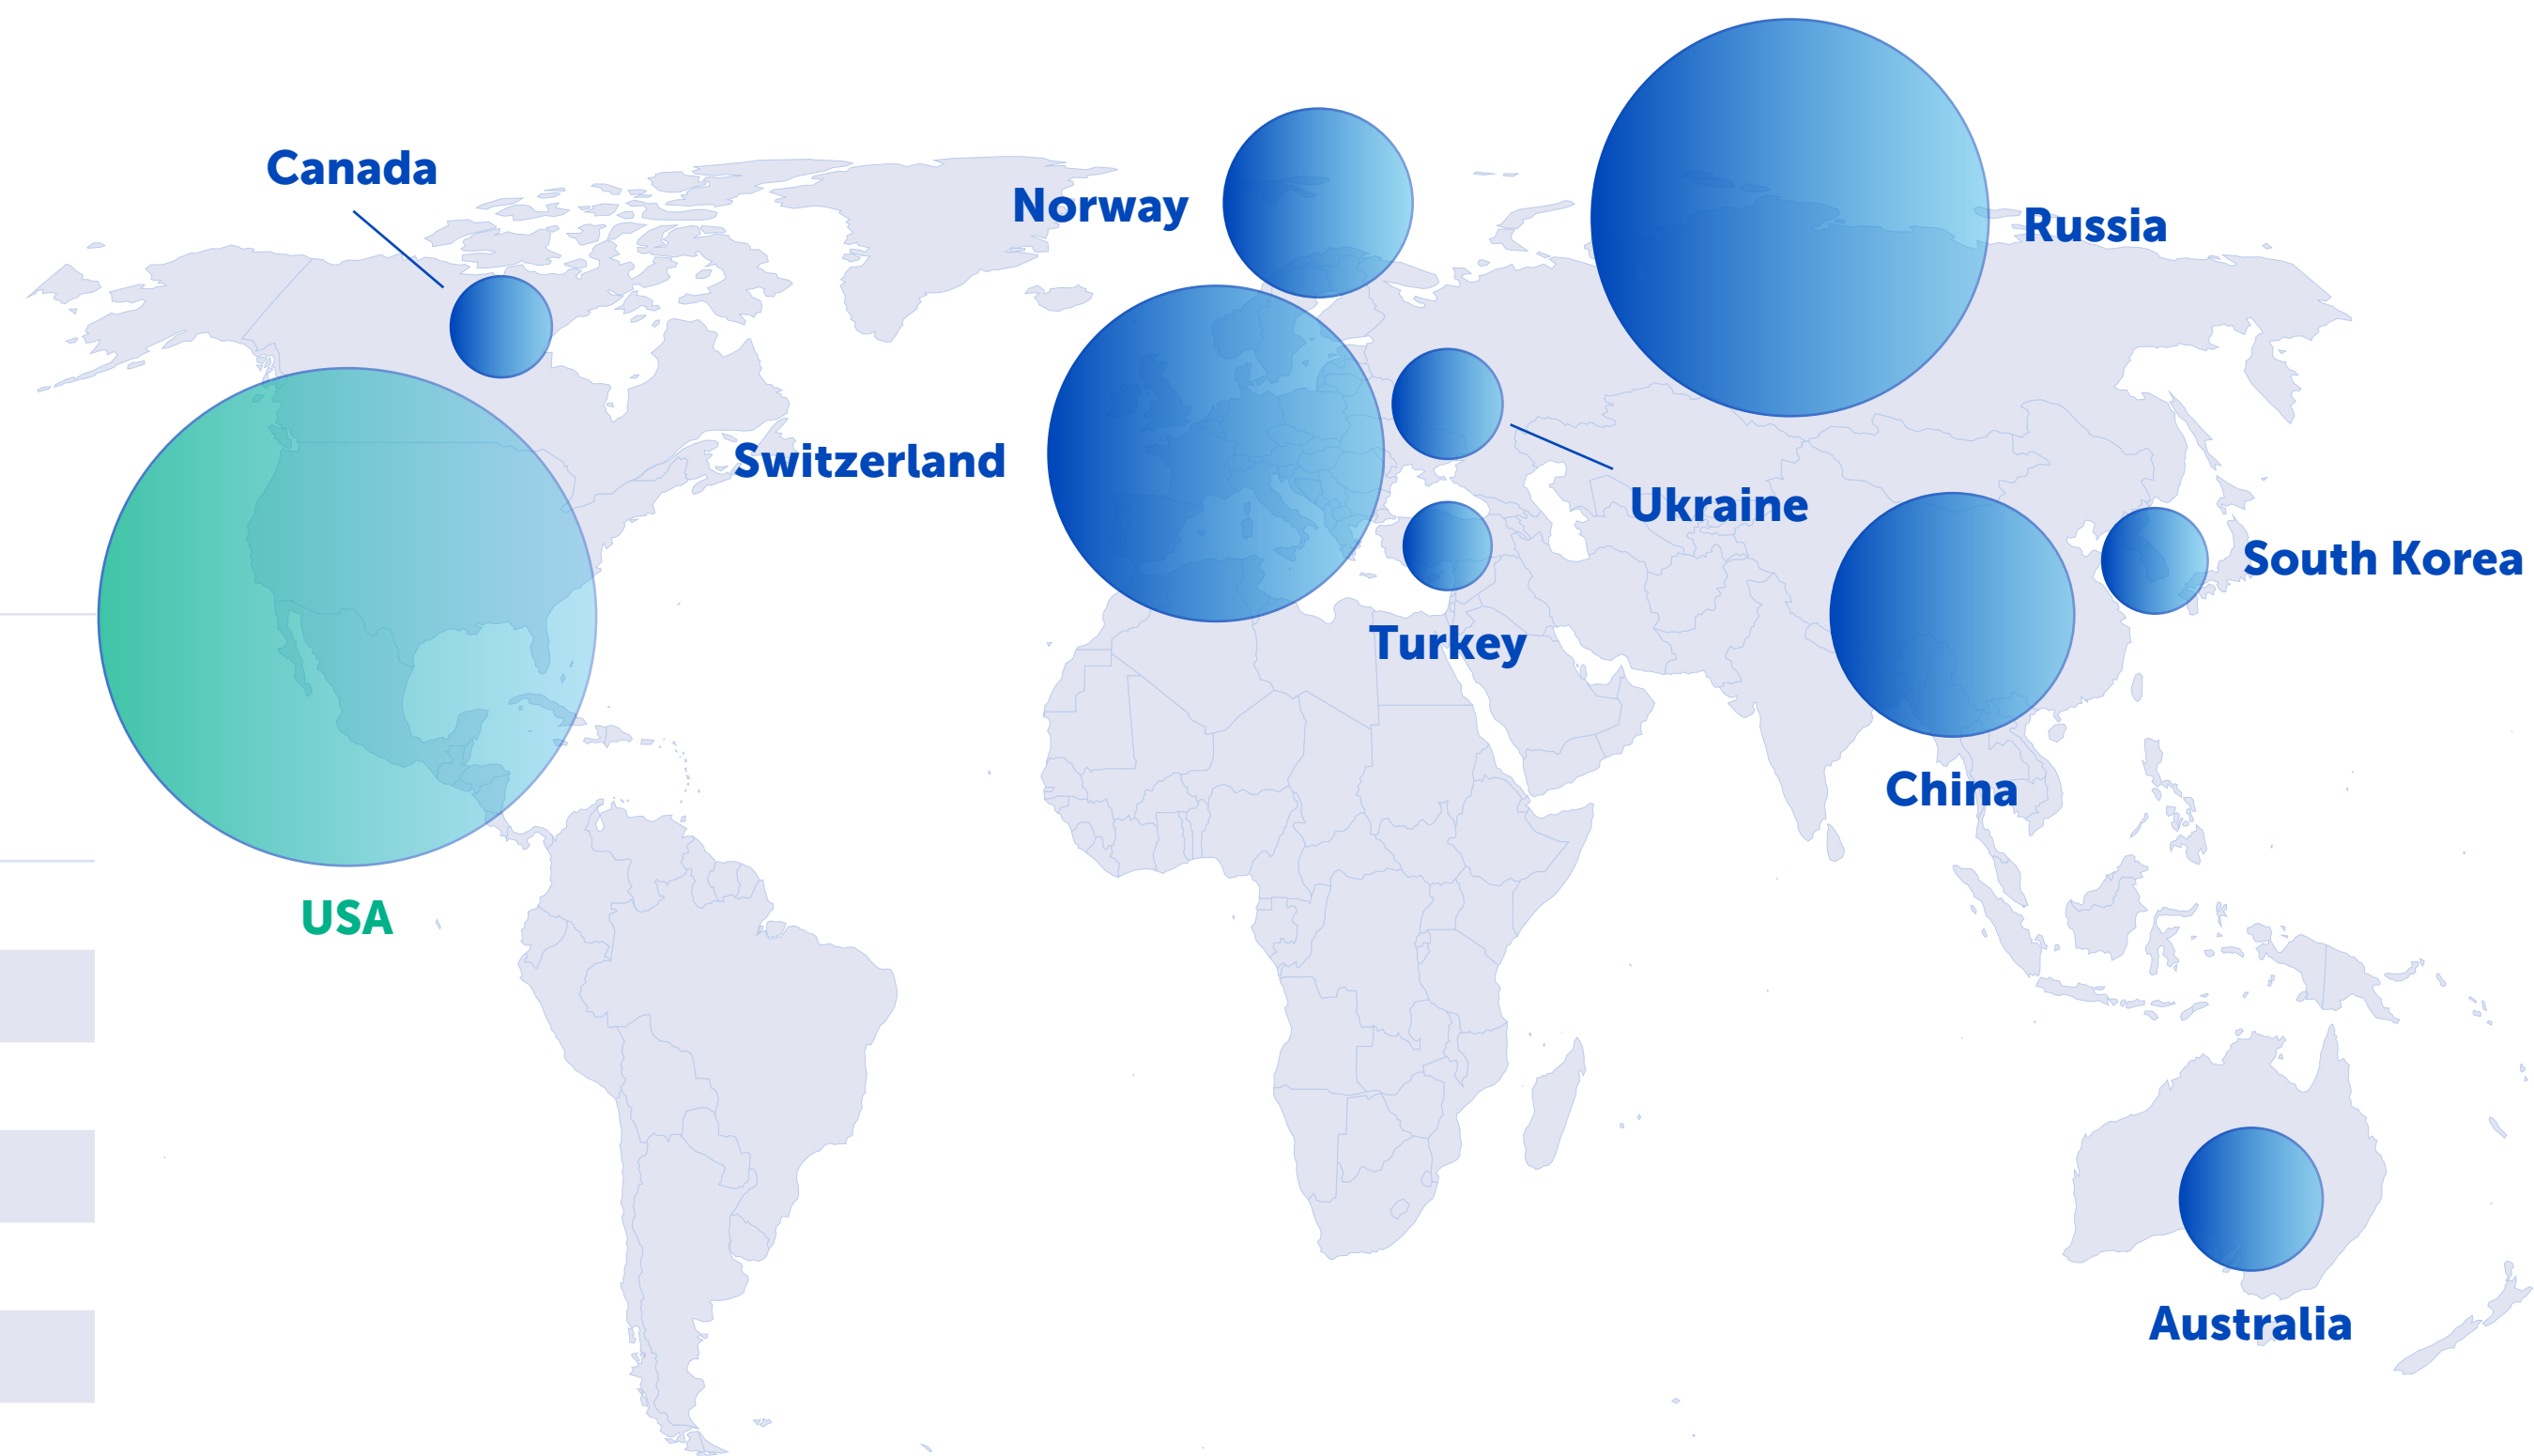 Canada
Norway
Russia
Switzerland
Ukraine
South Korea
Turkey
China
USA
Australia